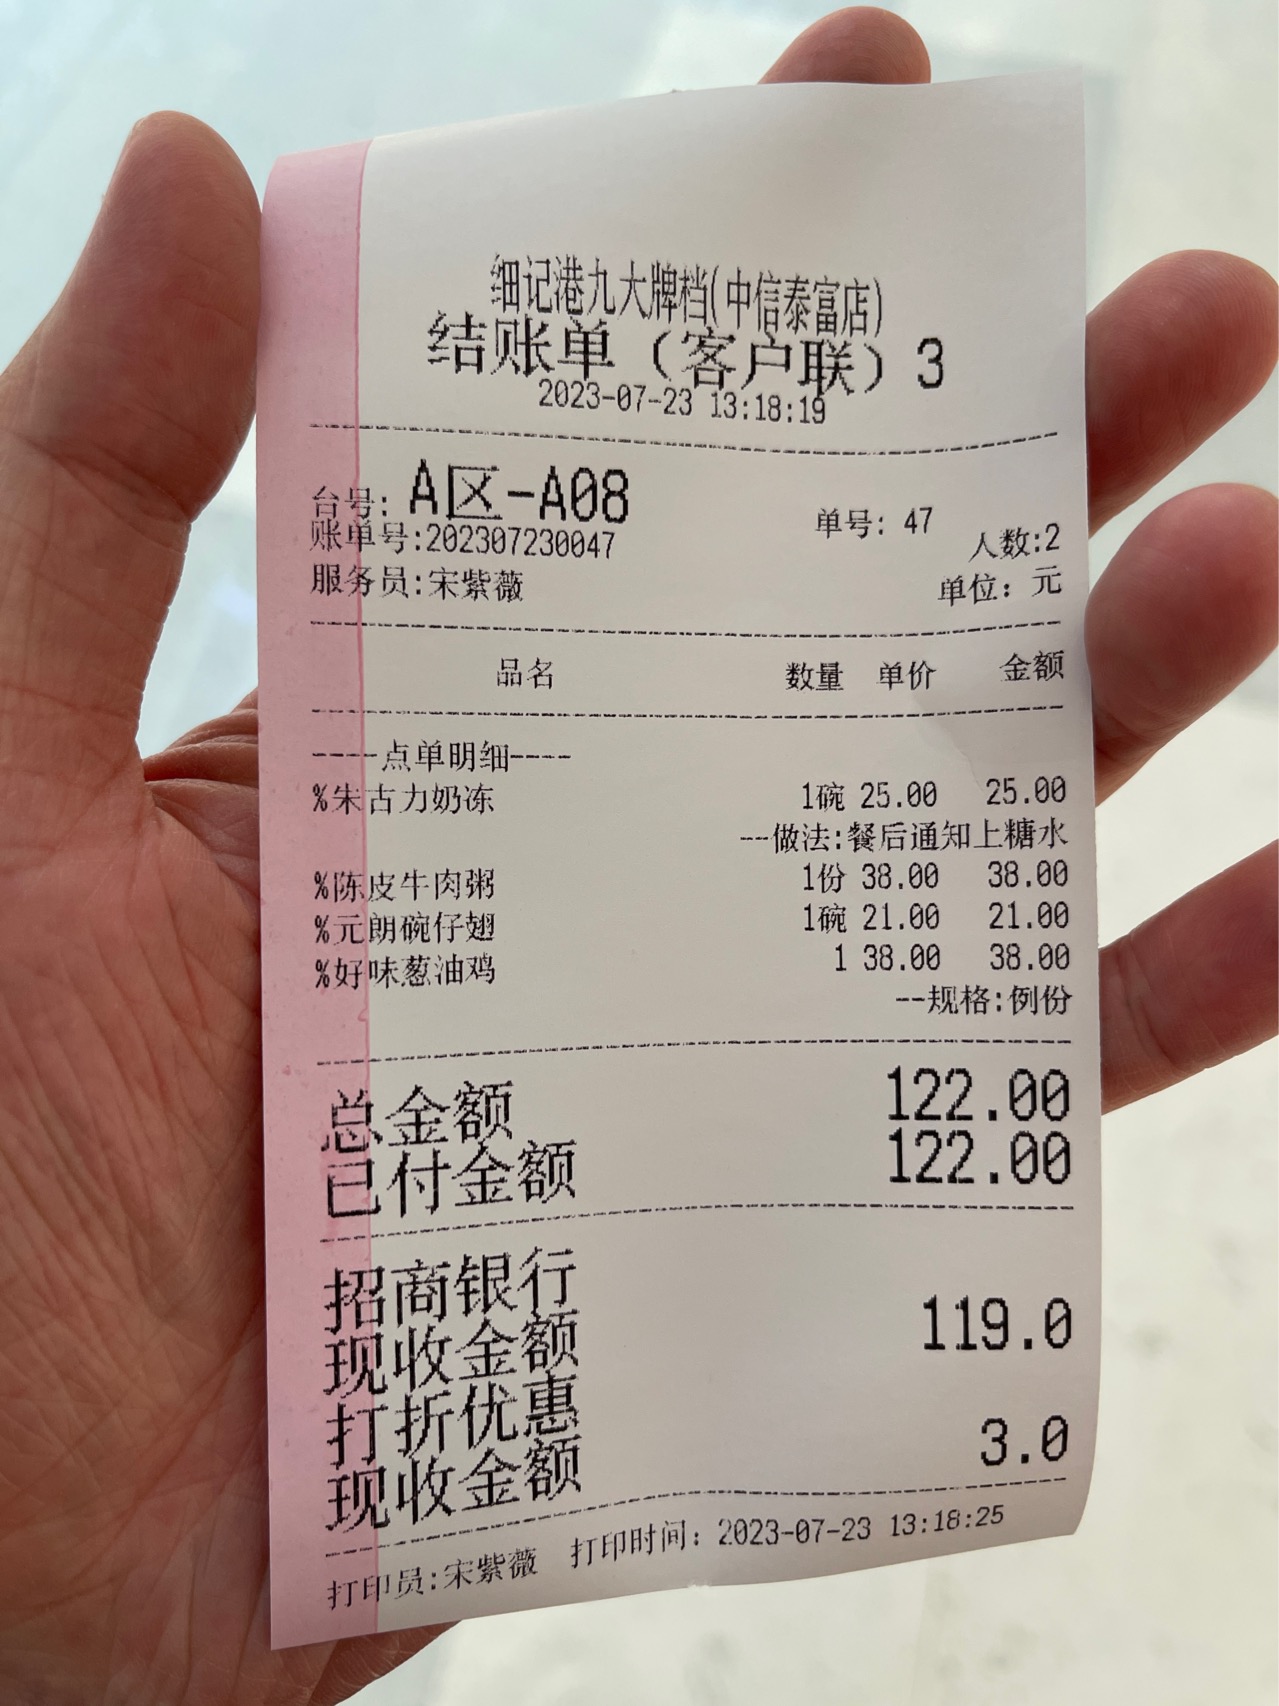 细记港九大牌档(中信泰富店)
结账单（客户联）3
2023-07-23 13:18:19
台号: A区-A08 单号: 47
账单号:202307230047 人数:2
服务员:宋紫薇 单位: 元
品名 数量 单价 金额
----点单明细----
%朱古力奶冻 1碗 25.00 25.00
--做法:餐后通知上糖水
%陈皮牛肉粥 1份 38.00 38.00
%元朗碗仔翅 1碗 21.00 21.00
%好味葱油鸡 1 38.00 38.00
--规格:例份
总金额 122.00
已付金额 122.00
招商银行
现收金额 119.0
打折优惠
现收金额 3.0
打印员:宋紫薇 打印时间: 2023-07-23 13:18:25